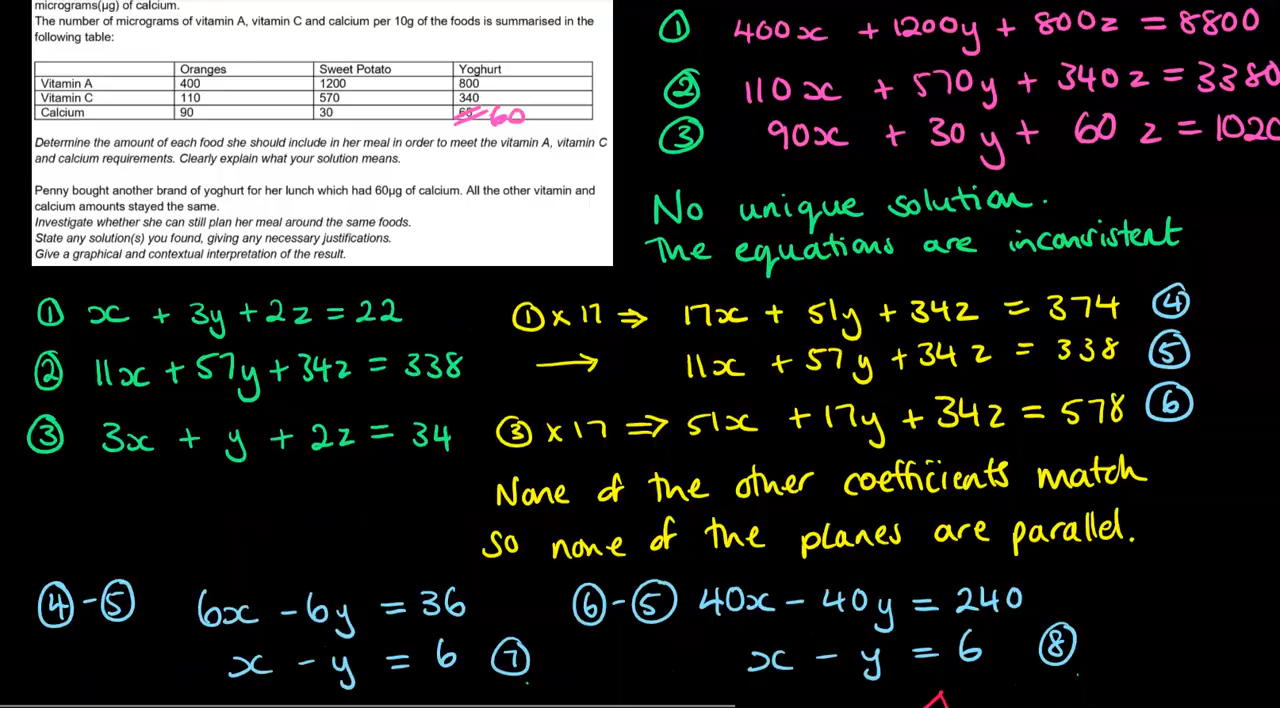 micrograms(µg) of calcium.
The number of micrograms of vitamin A, vitamin C and calcium per 10g of the foods is summarised in the
following table:
Oranges Sweet Potato Yoghurt
Vitamin A 400 1200 800
Vitamin C 110 570 340
Calcium 90 30 60
Determine the amount of each food she should include in her meal in order to meet the vitamin A, vitamin C
and calcium requirements. Clearly explain what your solution means.
Penny bought another brand of yoghurt for her lunch which had 60µg of calcium. All the other vitamin and
calcium amounts stayed the same.
Investigate whether she can still plan her meal around the same foods.
State any solution(s) you found, giving any necessary justifications.
Give a graphical and contextual interpretation of the result.
① 400x + 1200y + 800z = 8800
② 110x + 570y + 340z = 3380
③ 90x + 30y + 60z = 1020
No unique solution.
The equations are inconsistent
① x + 3y + 2z = 22
② 11x + 57y + 34z = 338
③ 3x + y + 2z = 34
① x 17 ⇒ 17x + 51y + 34z = 374 ④
→ 11x + 57y + 34z = 338 ⑤
③ x 17 ⇒ 51x + 17y + 34z = 578 ⑥
None of the other coefficients match
so none of the planes are parallel.
④-⑤ 6x - 6y = 36
x - y = 6 ⑦
⑥-⑤ 40x - 40y = 240
x - y = 6 ⑧